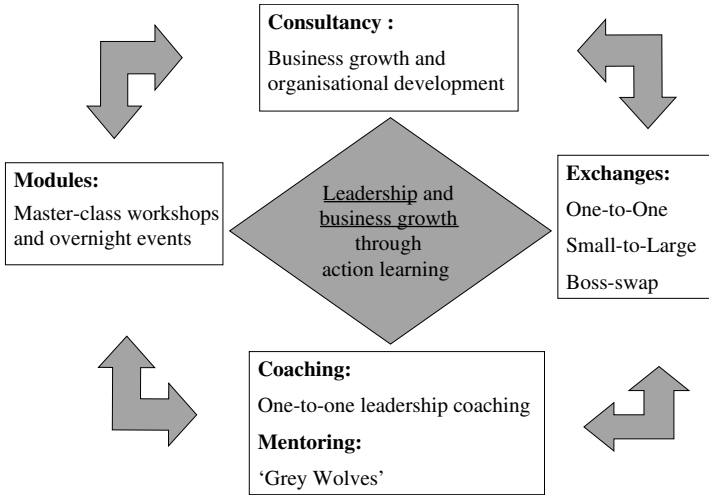 Consultancy :
Business growth and
organisational development
Modules:
Master-class workshops
and overnight events
Leadership and
business growth
through
action learning
Exchanges:
One-to-One
Small-to-Large
Boss-swap
Coaching:
One-to-one leadership coaching
Mentoring:
‘Grey Wolves’